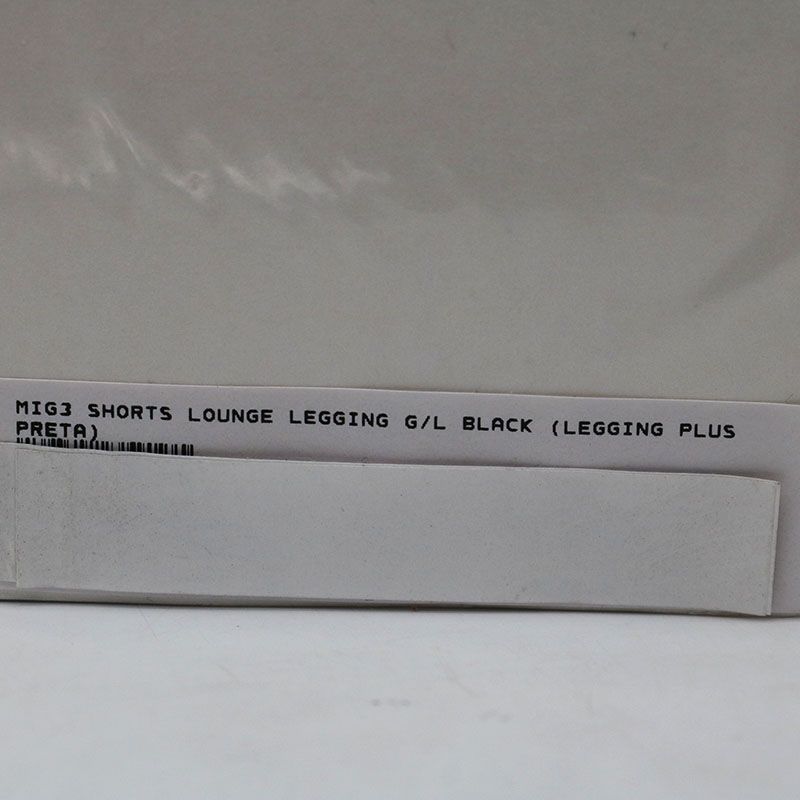 MIG3 SHORTS LOUNGE LEGGING G/L BLACK (LEGGING PLUS
PRETA)